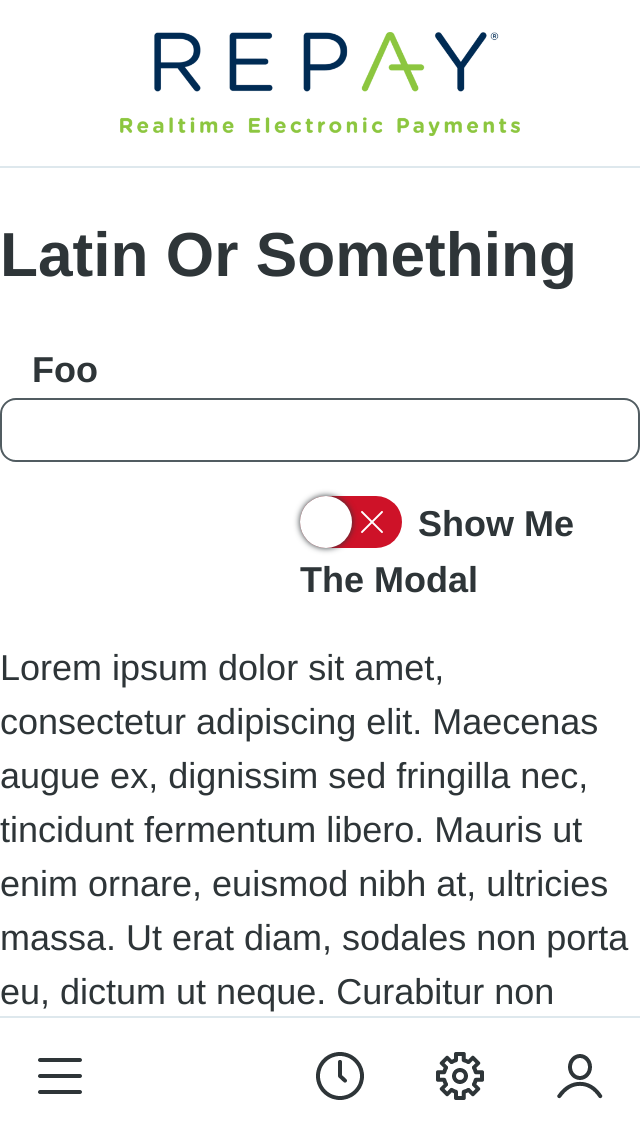 REPAY®
Realtime Electronic Payments
Latin Or Something
Foo
Show Me
The Modal
Lorem ipsum dolor sit amet,
consectetur adipiscing elit. Maecenas
augue ex, dignissim sed fringilla nec,
tincidunt fermentum libero. Mauris ut
enim ornare, euismod nibh at, ultricies
massa. Ut erat diam, sodales non porta
eu, dictum ut neque. Curabitur non